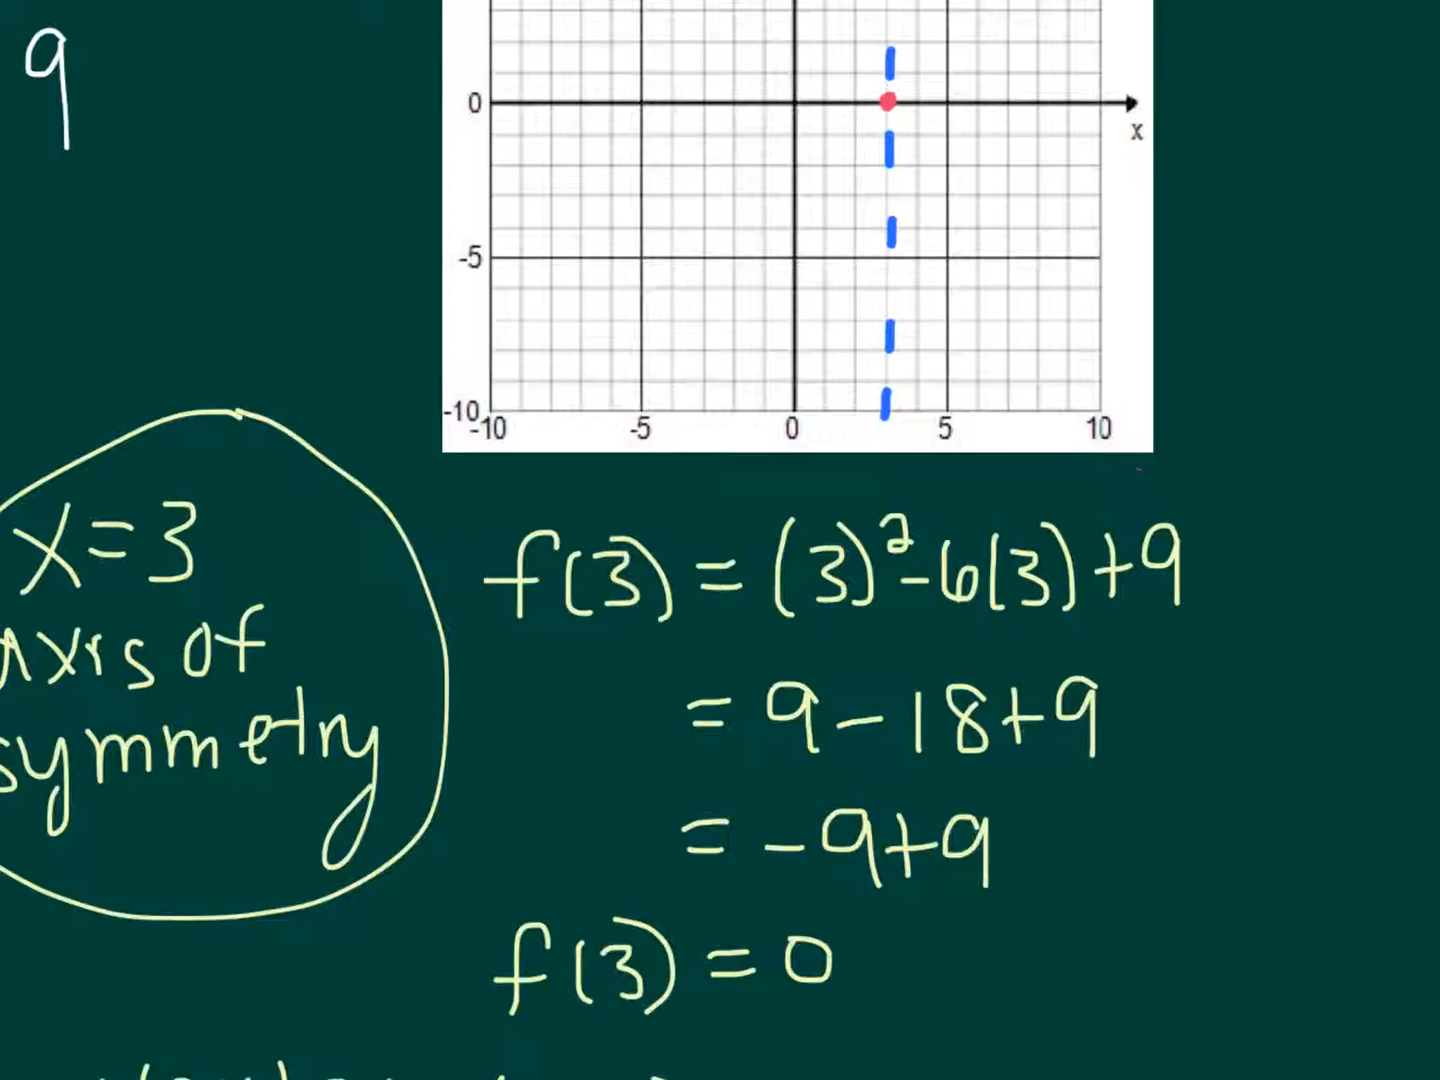 9
0
x
-5
-10
-10 -5 0 5 10
x=3
Axis of
symmetry
f(3) = (3)²-6(3)+9
= 9-18+9
= -9+9
f(3) = 0